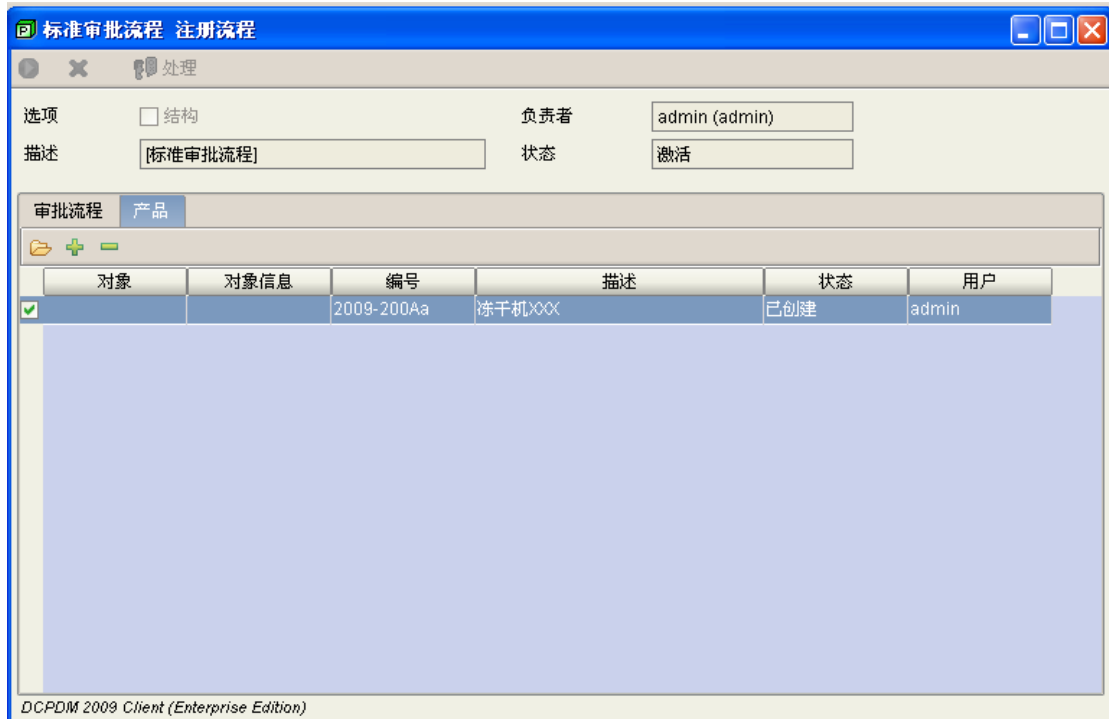 标准审批流程 注册流程
处理
选项 结构 负责者 admin (admin)
描述 [标准审批流程] 状态 激活
审批流程 产品
对象 对象信息 编号 描述 状态 用户
2009-200Aa 冻干机XXX 已创建 admin
DCPDM 2009 Client (Enterprise Edition)